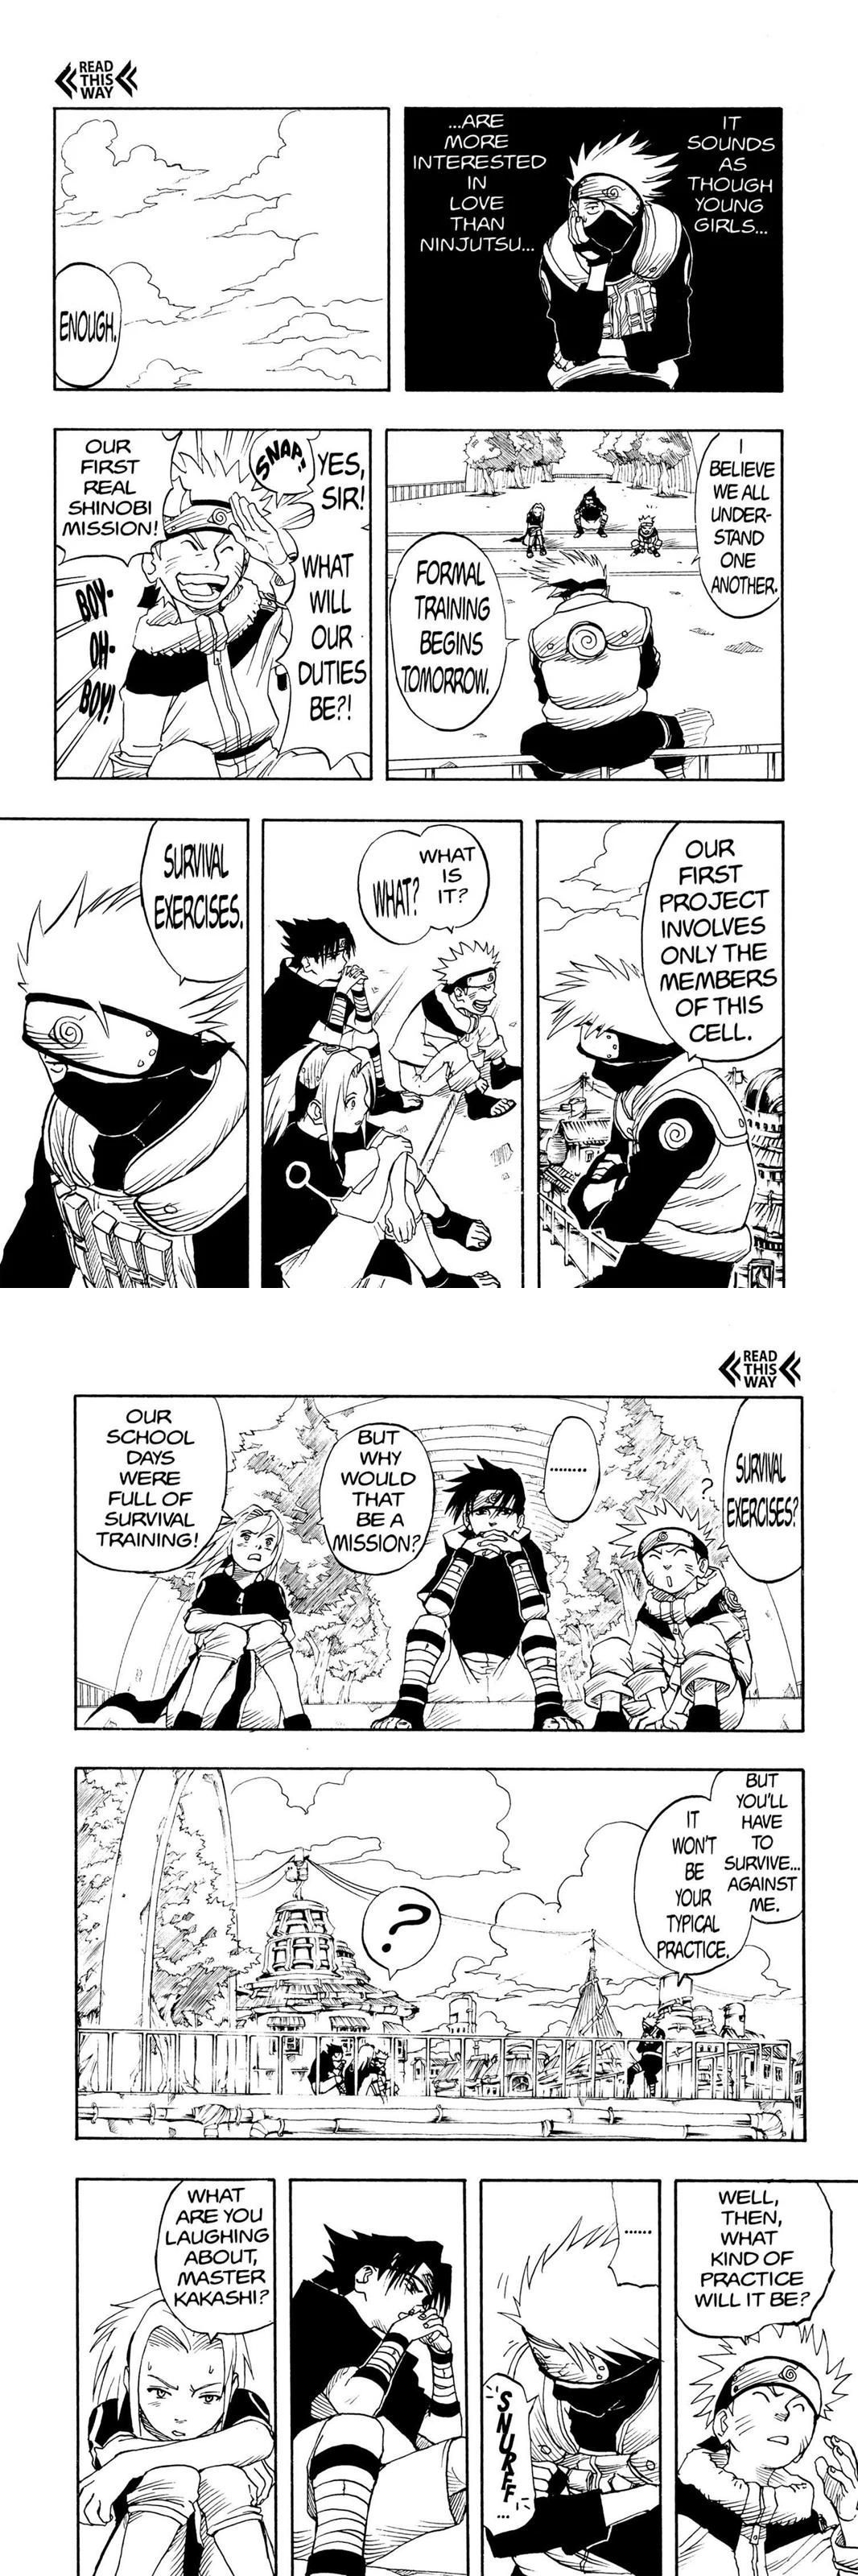 READ
THIS
WAY
IT
SOUNDS
AS
THOUGH
YOUNG
GIRLS...
...ARE
MORE
INTERESTED
IN
LOVE
THAN
NINJUTSU...
ENOUGH.
I
BELIEVE
WE ALL
UNDER-
STAND
ONE
ANOTHER.
FORMAL
TRAINING
BEGINS
TOMORROW.
SNAP!
YES,
SIR!
WHAT
WILL
OUR
DUTIES
BE?!
OUR
FIRST
REAL
SHINOBI
MISSION!
BOY-
OH-
BOY!
OUR
FIRST
PROJECT
INVOLVES
ONLY THE
MEMBERS
OF THIS
CELL.
WHAT
IS
IT?
WHAT?
SURVIVAL
EXERCISES.
READ
THIS
WAY
SURVIVAL
EXERCISES?
?
.........
BUT
WHY
WOULD
THAT
BE A
MISSION?
OUR
SCHOOL
DAYS
WERE
FULL OF
SURVIVAL
TRAINING!
BUT
YOU'LL
HAVE
TO
SURVIVE...
AGAINST
ME.
IT
WON'T
BE
YOUR
TYPICAL
PRACTICE.
?
WELL,
THEN,
WHAT
KIND OF
PRACTICE
WILL IT BE?
......
SNURFF...
WHAT
ARE YOU
LAUGHING
ABOUT,
MASTER
KAKASHI?